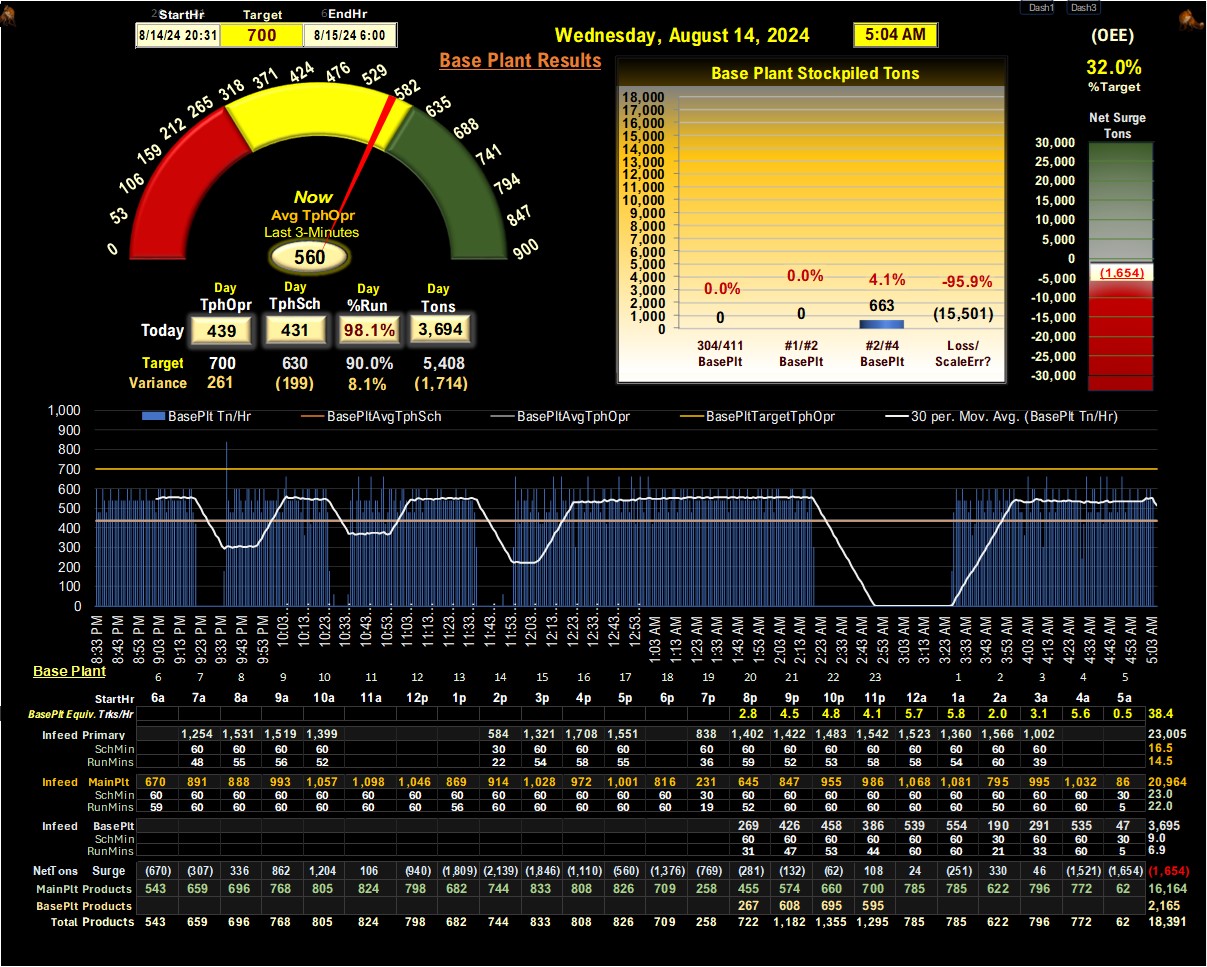 StartHr Target EndHr
8/14/24 20:31 700 8/15/24 6:00
Wednesday, August 14, 2024 5:04 AM
Dash1 Dash3
Base Plant Results
(OEE)
32.0%
%Target
0 53 106 159 212 265 318 371 424 476 529 582 635 688 741 794 847 900
Now
Avg TphOpr
Last 3-Minutes
560
Day Day Day Day
TphOpr TphSch %Run Tons
Today 439 431 98.1% 3,694
Target 700 630 90.0% 5,408
Variance 261 (199) 8.1% (1,714)
Base Plant Stockpiled Tons
18,000
17,000
16,000
15,000
14,000
13,000
12,000
11,000
10,000
9,000
8,000
7,000
6,000
5,000
4,000
3,000
2,000
1,000
0
0.0% 0.0% 4.1% -95.9%
0 0 663 (15,501)
304/411 #1/#2 #2/#4 Loss/
BasePlt BasePlt BasePlt ScaleErr?
Net Surge
Tons
30,000
25,000
20,000
15,000
10,000
5,000
0
-5,000
-10,000
-15,000
-20,000
-25,000
-30,000
(1,654)
BasePlt Tn/Hr BasePltAvgTphSch BasePltAvgTphOpr BasePltTargetTphOpr 30 per. Mov. Avg. (BasePlt Tn/Hr)
1,000
900
800
700
600
500
400
300
200
100
0
8:33 PM 8:43 PM 8:53 PM 9:03 PM 9:13 PM 9:23 PM 9:33 PM 9:43 PM 9:53 PM 10:03... 10:13... 10:23... 10:33... 10:43... 10:53... 11:03... 11:13... 11:23... 11:33... 11:43... 11:53... 12:03... 12:13... 12:23... 12:33... 12:43... 12:53... 1:03 AM 1:13 AM 1:23 AM 1:33 AM 1:43 AM 1:53 AM 2:03 AM 2:13 AM 2:23 AM 2:33 AM 2:43 AM 2:53 AM 3:03 AM 3:13 AM 3:23 AM 3:33 AM 3:43 AM 3:53 AM 4:03 AM 4:13 AM 4:23 AM 4:33 AM 4:43 AM 4:53 AM 5:03 AM
Base Plant
6 7 8 9 10 11 12 13 14 15 16 17 18 19 20 21 22 23 1 2 3 4 5
StartHr 6a 7a 8a 9a 10a 11a 12p 1p 2p 3p 4p 5p 6p 7p 8p 9p 10p 11p 12a 1a 2a 3a 4a 5a
BasePlt Equiv. Trks/Hr 2.8 4.5 4.8 4.1 5.7 5.8 2.0 3.1 5.6 0.5 38.4
Infeed Primary 1,254 1,531 1,519 1,399 584 1,321 1,708 1,551 838 1,402 1,422 1,483 1,542 1,523 1,360 1,566 1,002 23,005
SchMin 60 60 60 60 30 60 60 60 60 60 60 60 60 60 60 60 60 16.5
RunMins 48 55 56 52 22 54 58 55 36 59 52 53 58 58 54 60 39 14.5
Infeed MainPlt 670 891 888 993 1,057 1,098 1,046 869 914 1,028 972 1,001 816 231 645 847 955 986 1,068 1,081 795 995 1,032 86 20,964
SchMin 60 60 60 60 60 60 60 60 60 60 60 60 60 30 60 60 60 60 60 60 60 60 60 30 23.0
RunMins 59 60 60 60 60 60 60 56 60 60 60 60 60 19 52 60 60 60 60 60 50 60 60 5 22.0
Infeed BasePlt 269 426 458 386 539 554 190 291 535 47 3,695
SchMin 60 60 60 60 60 60 30 60 60 30 9.0
RunMins 31 47 53 44 60 60 21 33 60 5 6.9
NetTons Surge (670) (307) 336 862 1,204 106 (940) (1,809) (2,139) (1,846) (1,110) (560) (1,376) (769) (281) (132) (62) 108 24 (251) 330 46 (1,521) (1,654) (1,654)
MainPlt Products 543 659 696 768 805 824 798 682 744 833 808 826 709 258 455 574 660 700 785 785 622 796 772 62 16,164
BasePlt Products 267 608 695 595 2,165
Total Products 543 659 696 768 805 824 798 682 744 833 808 826 709 258 722 1,182 1,355 1,295 785 785 622 796 772 62 18,391